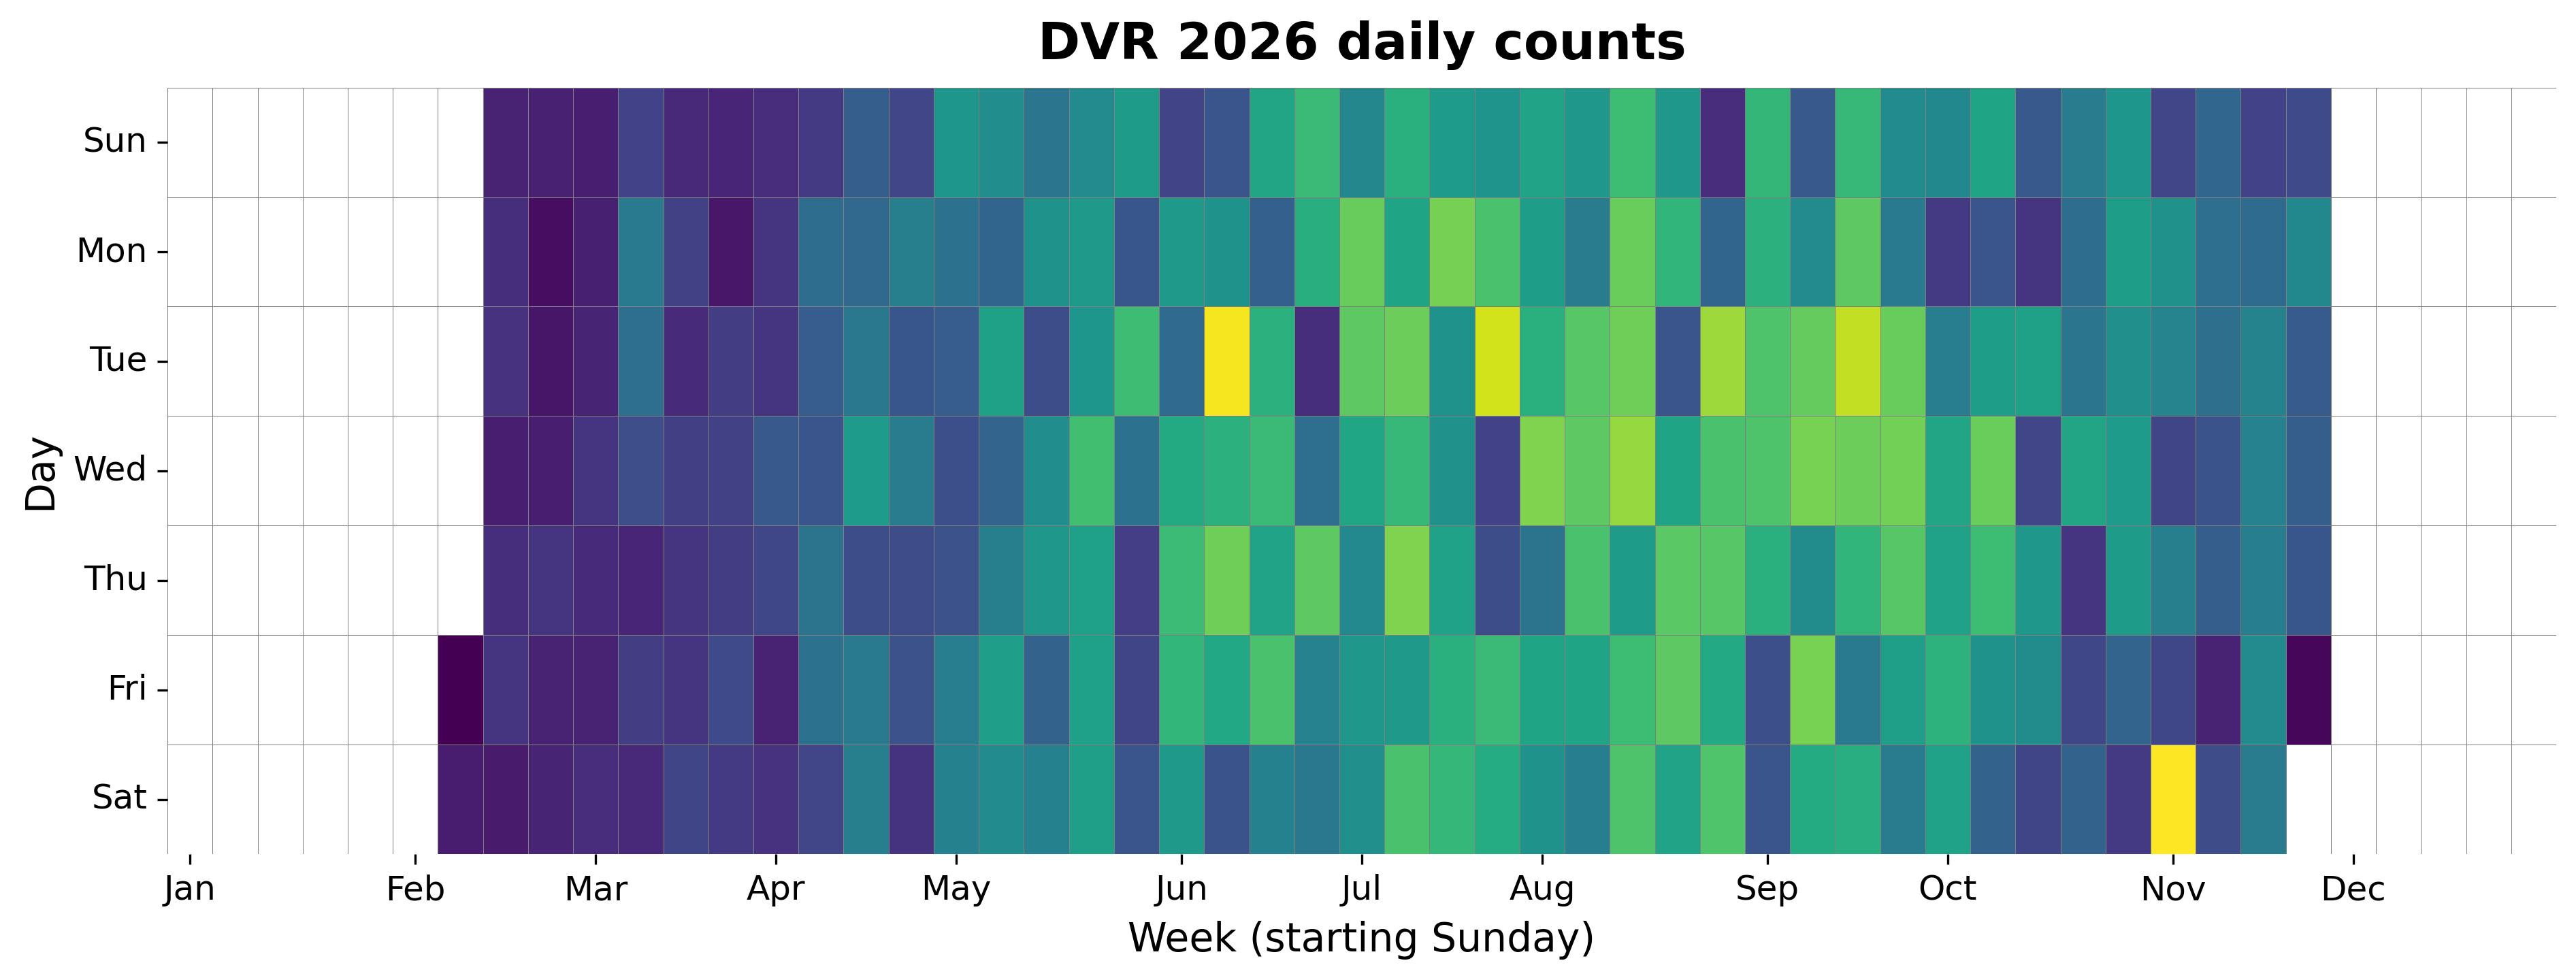 DVR 2026 daily counts
Day
Sun
Mon
Tue
Wed
Thu
Fri
Sat
Jan Feb Mar Apr May Jun Jul Aug Sep Oct Nov Dec
Week (starting Sunday)